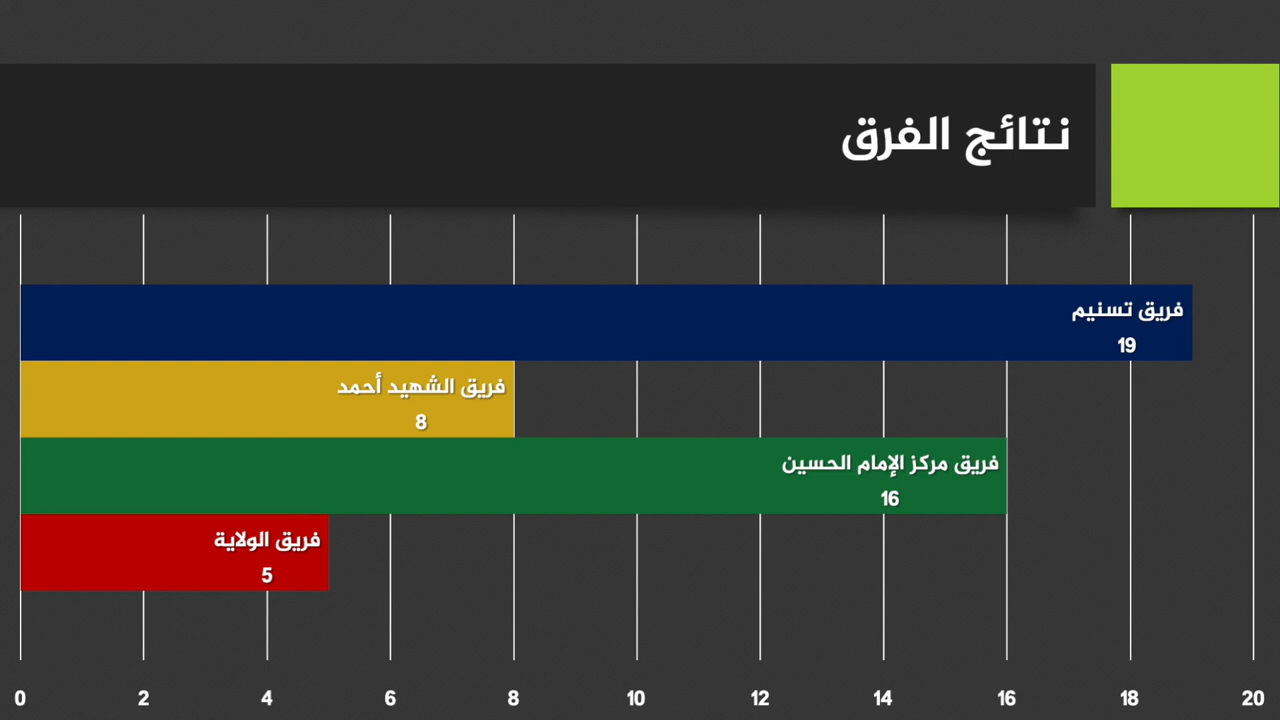 نتائج الفرق
فريق تسنيم
19
فريق الشهيد أحمد
8
فريق مركز الإمام الحسين
16
فريق الولاية
5
0 2 4 6 8 10 12 14 16 18 20